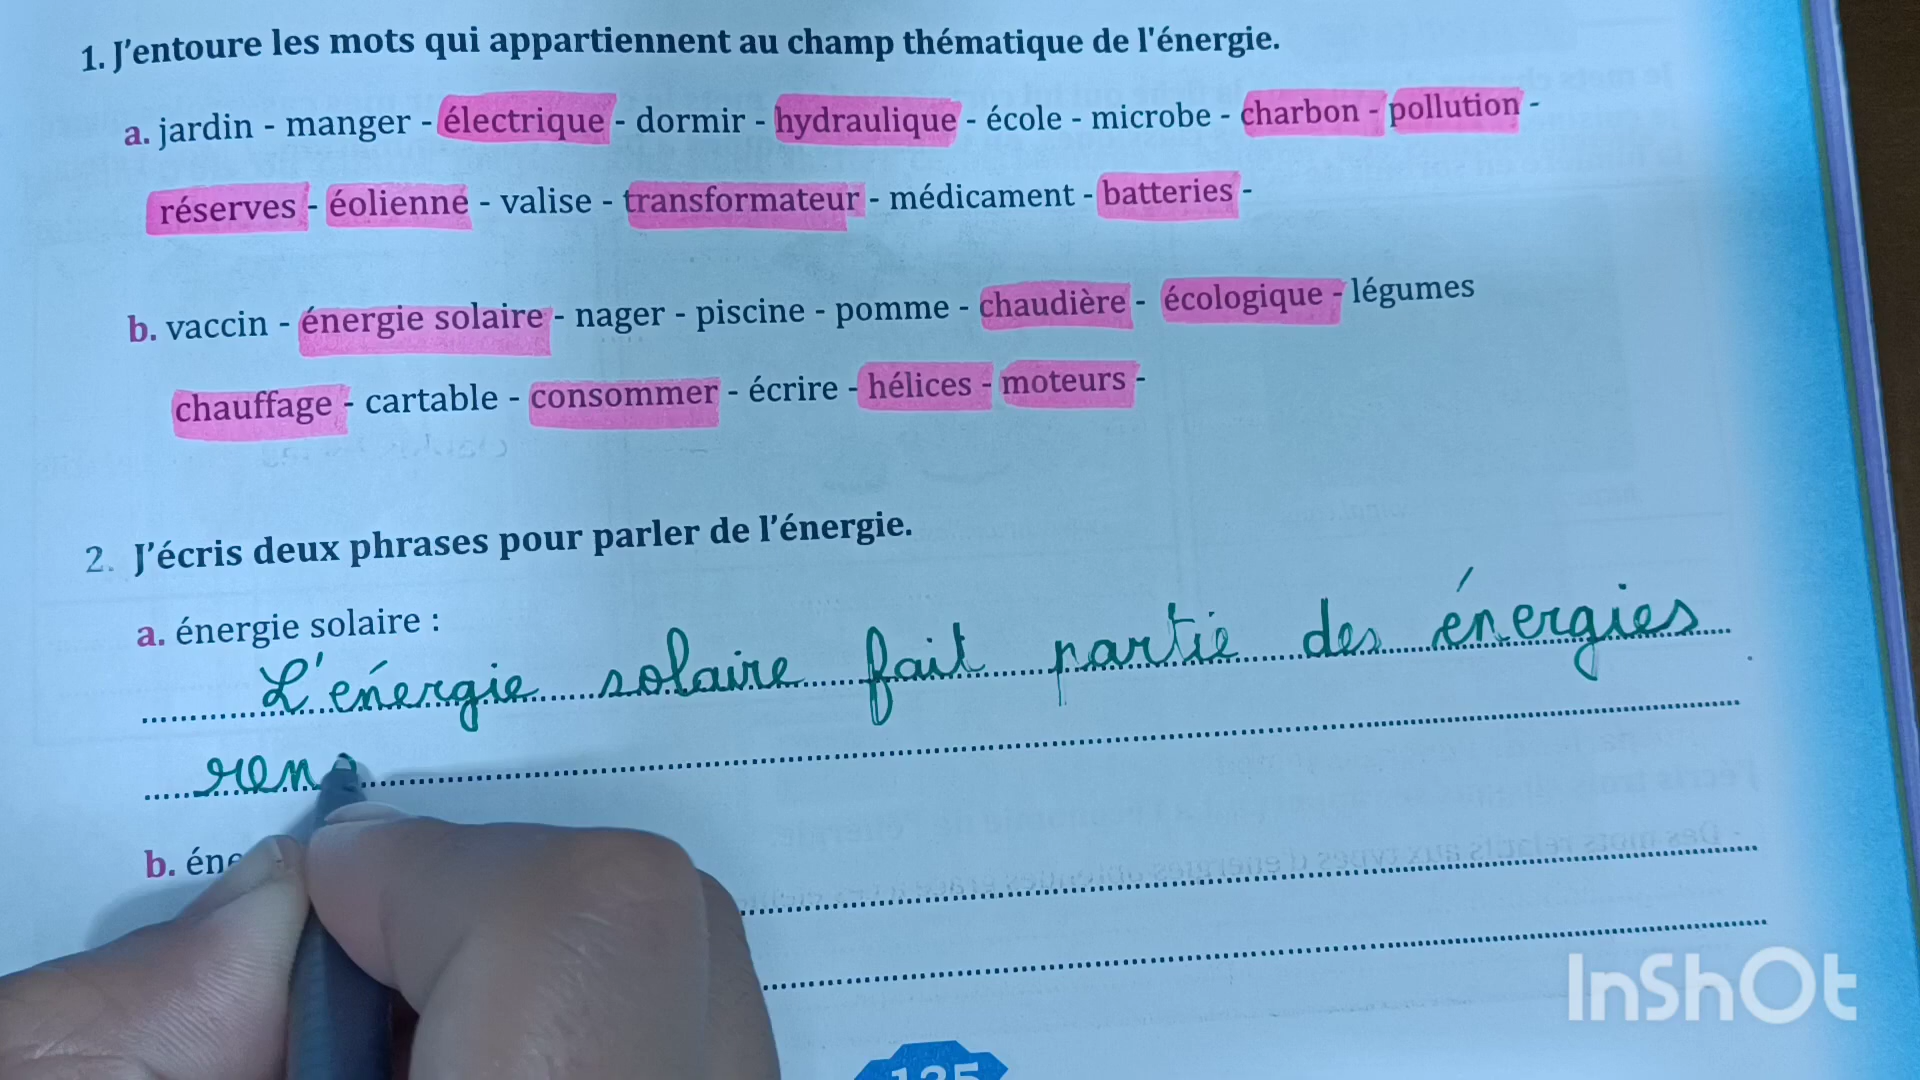 1. J'entoure les mots qui appartiennent au champ thématique de l'énergie.
a. jardin - manger - électrique - dormir - hydraulique - école - microbe - charbon - pollution -
réserves - éolienne - valise - transformateur - médicament - batteries -
b. vaccin - énergie solaire - nager - piscine - pomme - chaudière - écologique - légumes
chauffage - cartable - consommer - écrire - hélices - moteurs -
2. J'écris deux phrases pour parler de l'énergie.
a. énergie solaire :
L'énergie solaire fait partie des énergies
ren
b. éne
InShOt